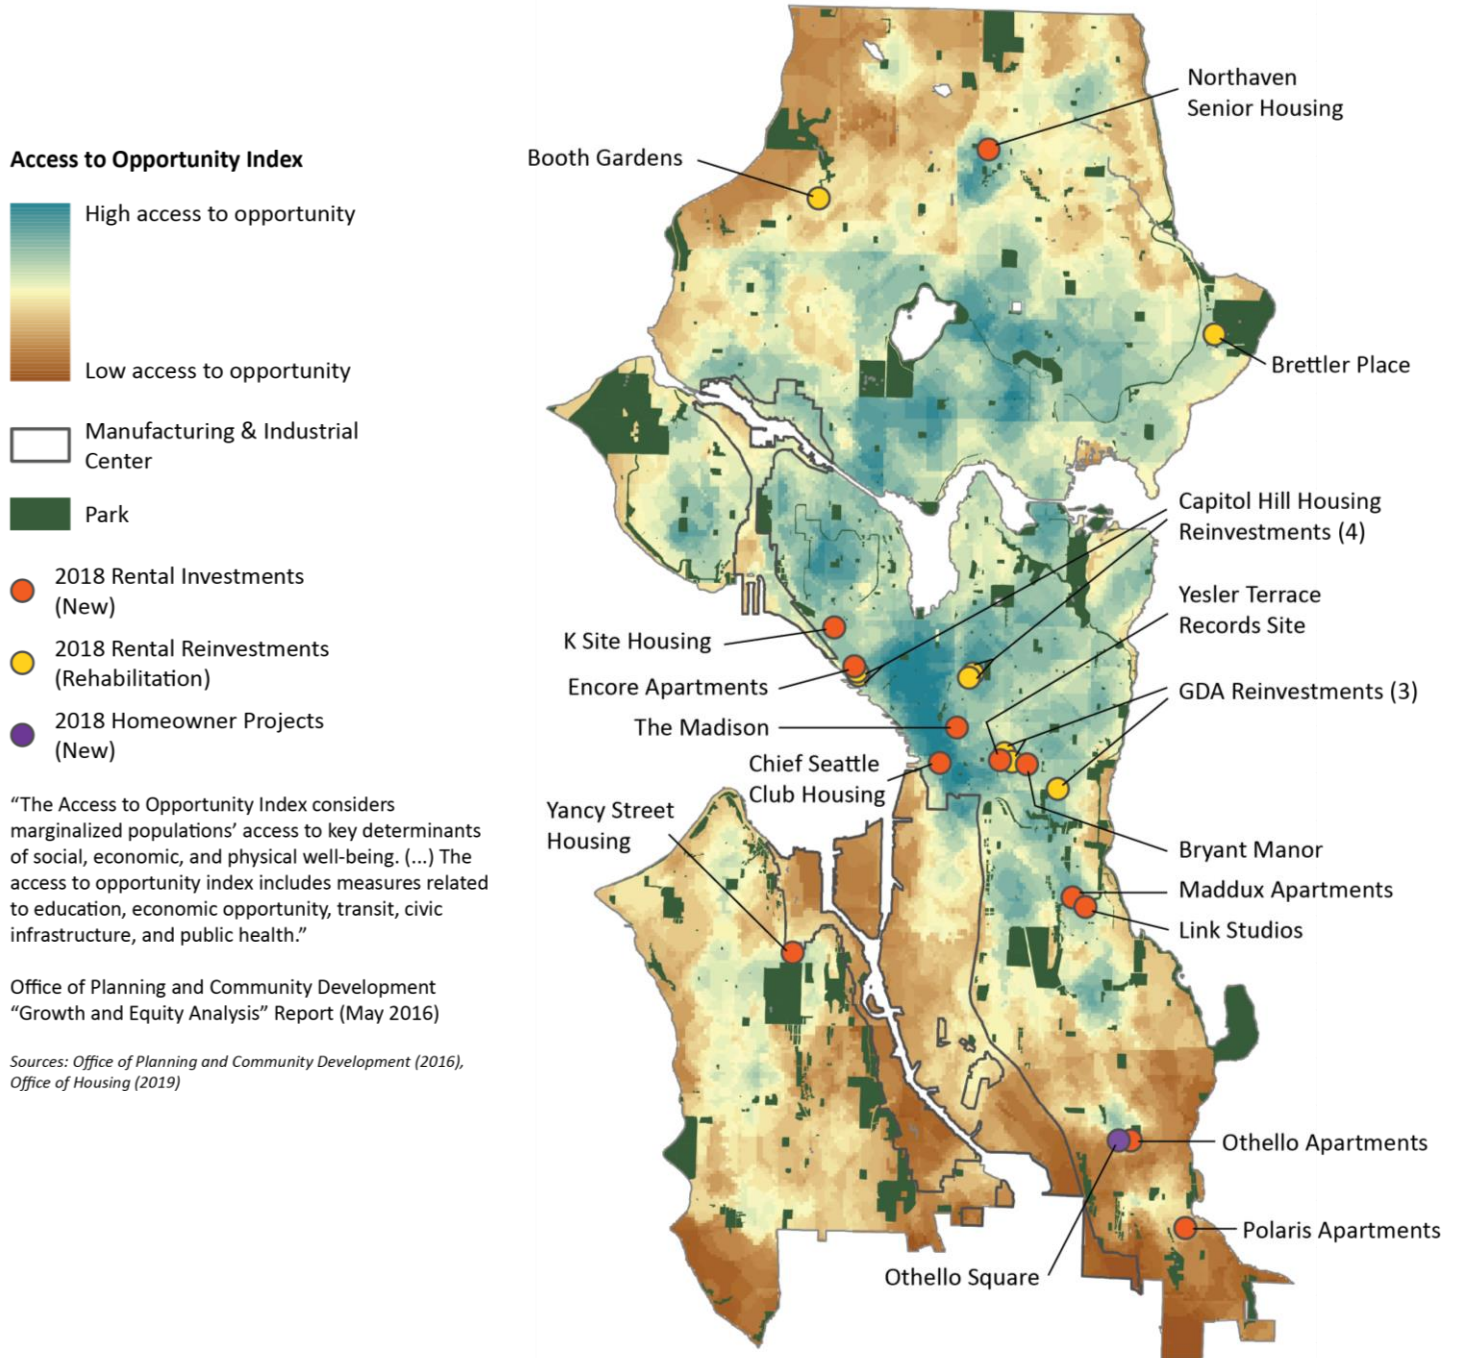 Access to Opportunity Index
High access to opportunity
Low access to opportunity
Manufacturing & Industrial
Center
Park
2018 Rental Investments
(New)
2018 Rental Reinvestments
(Rehabilitation)
2018 Homeowner Projects
(New)
“The Access to Opportunity Index considers
marginalized populations’ access to key determinants
of social, economic, and physical well-being. (...) The
access to opportunity index includes measures related
to education, economic opportunity, transit, civic
infrastructure, and public health.”
Office of Planning and Community Development
“Growth and Equity Analysis” Report (May 2016)
Sources: Office of Planning and Community Development (2016),
Office of Housing (2019)
Northaven
Senior Housing
Booth Gardens
Brettler Place
Capitol Hill Housing
Reinvestments (4)
Yesler Terrace
Records Site
K Site Housing
Encore Apartments
GDA Reinvestments (3)
The Madison
Chief Seattle
Club Housing
Yancy Street
Housing
Bryant Manor
Maddux Apartments
Link Studios
Othello Apartments
Polaris Apartments
Othello Square